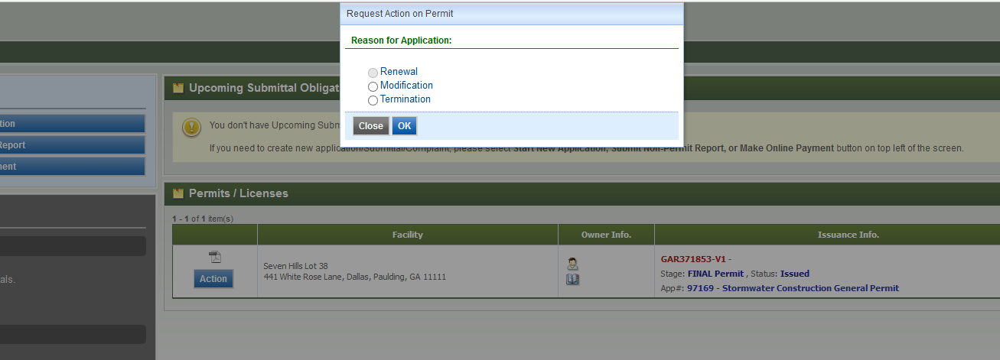 Request Action on Permit
Reason for Application:
Renewal
Modification
Termination
Close OK
Upcoming Submittal Obligat
You don't have Upcoming Subm
If you need to create new application/Submittal/Complaint, please select Start New Application, Submit Non-Permit Report, or Make Online Payment button on top left of the screen.
tion
Report
ment
als.
Permits / Licenses
1 - 1 of 1 item(s)
Facility Owner Info. Issuance Info.
Action
Seven Hills Lot 38
441 White Rose Lane, Dallas, Paulding, GA 11111
GAR371853-V1 -
Stage: FINAL Permit , Status: Issued
App#: 97169 - Stormwater Construction General Permit